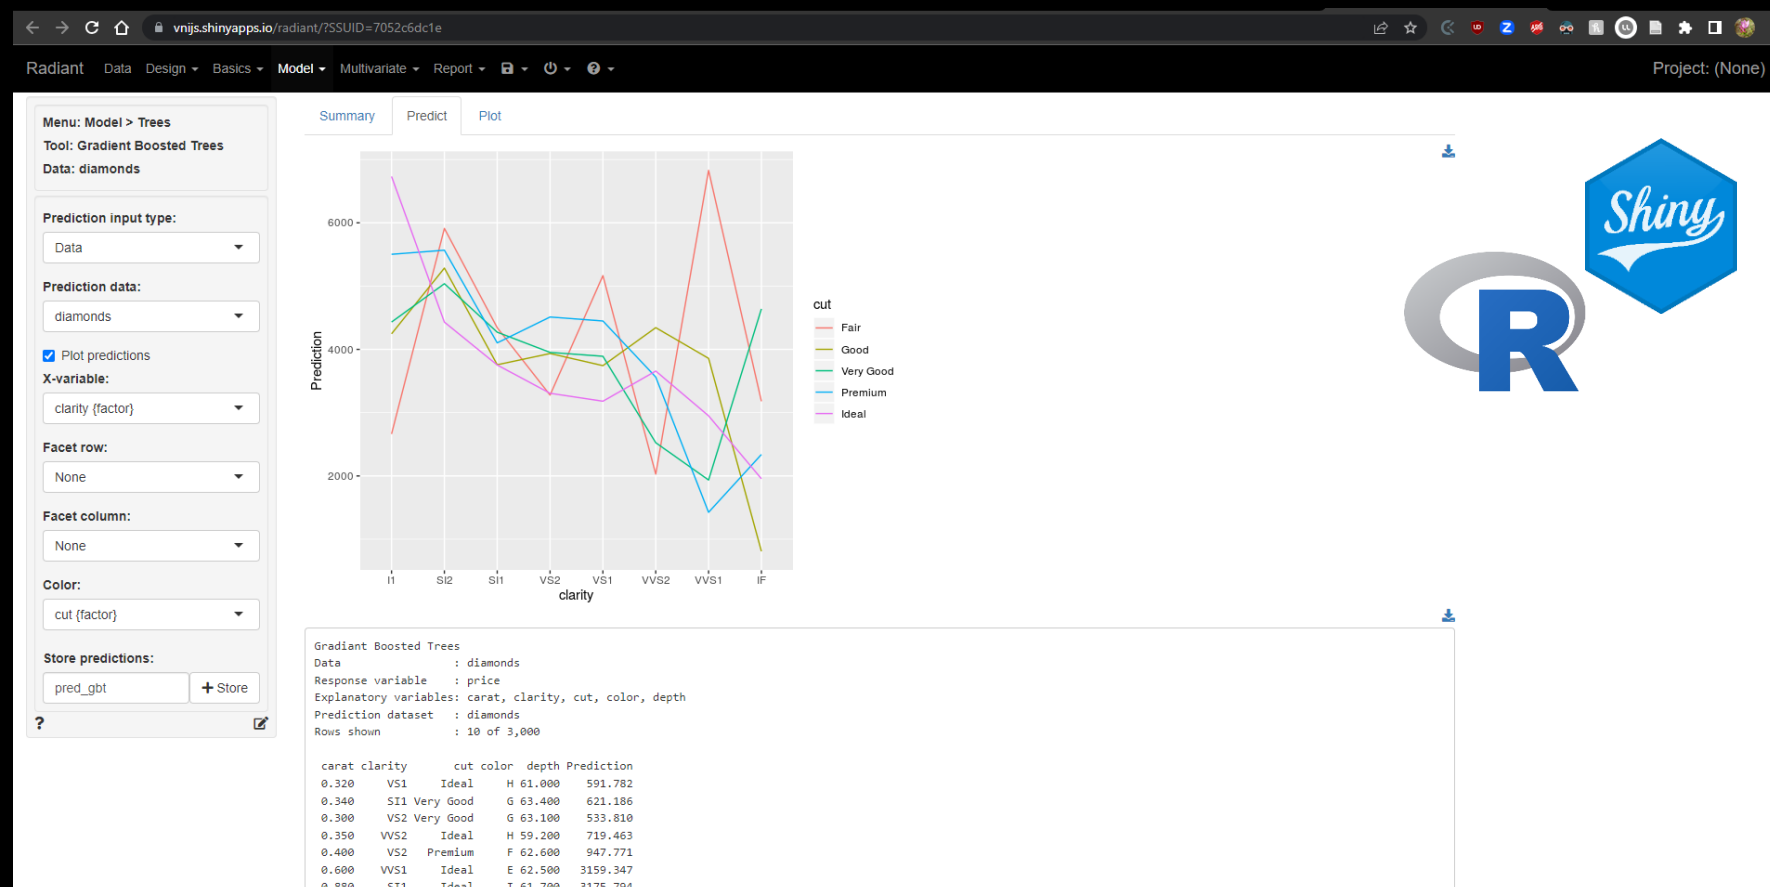 vnijs.shinyapps.io/radiant/?SSUID=7052c6dc1e
Radiant Data Design Basics Model Multivariate Report Project: (None)
Menu: Model > Trees
Tool: Gradient Boosted Trees
Data: diamonds
Prediction input type:
Data
Prediction data:
diamonds
Plot predictions
X-variable:
clarity {factor}
Facet row:
None
Facet column:
None
Color:
cut {factor}
Store predictions:
pred_gbt
+ Store
?
Summary Predict Plot
Prediction
6000
4000
2000
I1 SI2 SI1 VS2 VS1 VVS2 VVS1 IF
clarity
cut
Fair
Good
Very Good
Premium
Ideal
Shiny
R
Gradiant Boosted Trees
Data : diamonds
Response variable : price
Explanatory variables: carat, clarity, cut, color, depth
Prediction dataset : diamonds
Rows shown : 10 of 3,000
carat clarity cut color depth Prediction
0.320 VS1 Ideal H 61.000 591.782
0.340 SI1 Very Good G 63.400 621.186
0.300 VS2 Very Good G 63.100 533.810
0.350 VVS2 Ideal H 59.200 719.463
0.400 VS2 Premium F 62.600 947.771
0.600 VVS1 Ideal E 62.500 3159.347
0.880 SI1 Ideal I 61.700 3175.794